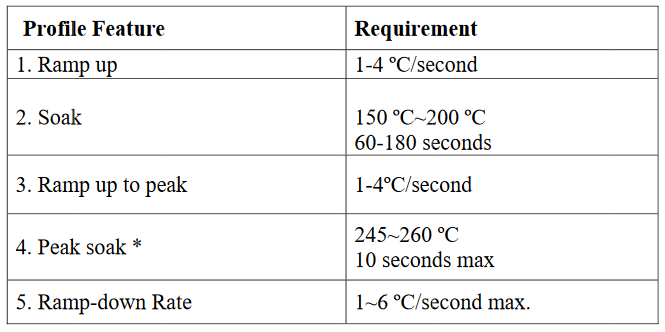 Profile Feature Requirement
1. Ramp up 1-4 ºC/second
2. Soak 150 ºC~200 ºC
60-180 seconds
3. Ramp up to peak 1-4ºC/second
4. Peak soak * 245~260 ºC
10 seconds max
5. Ramp-down Rate 1~6 ºC/second max.